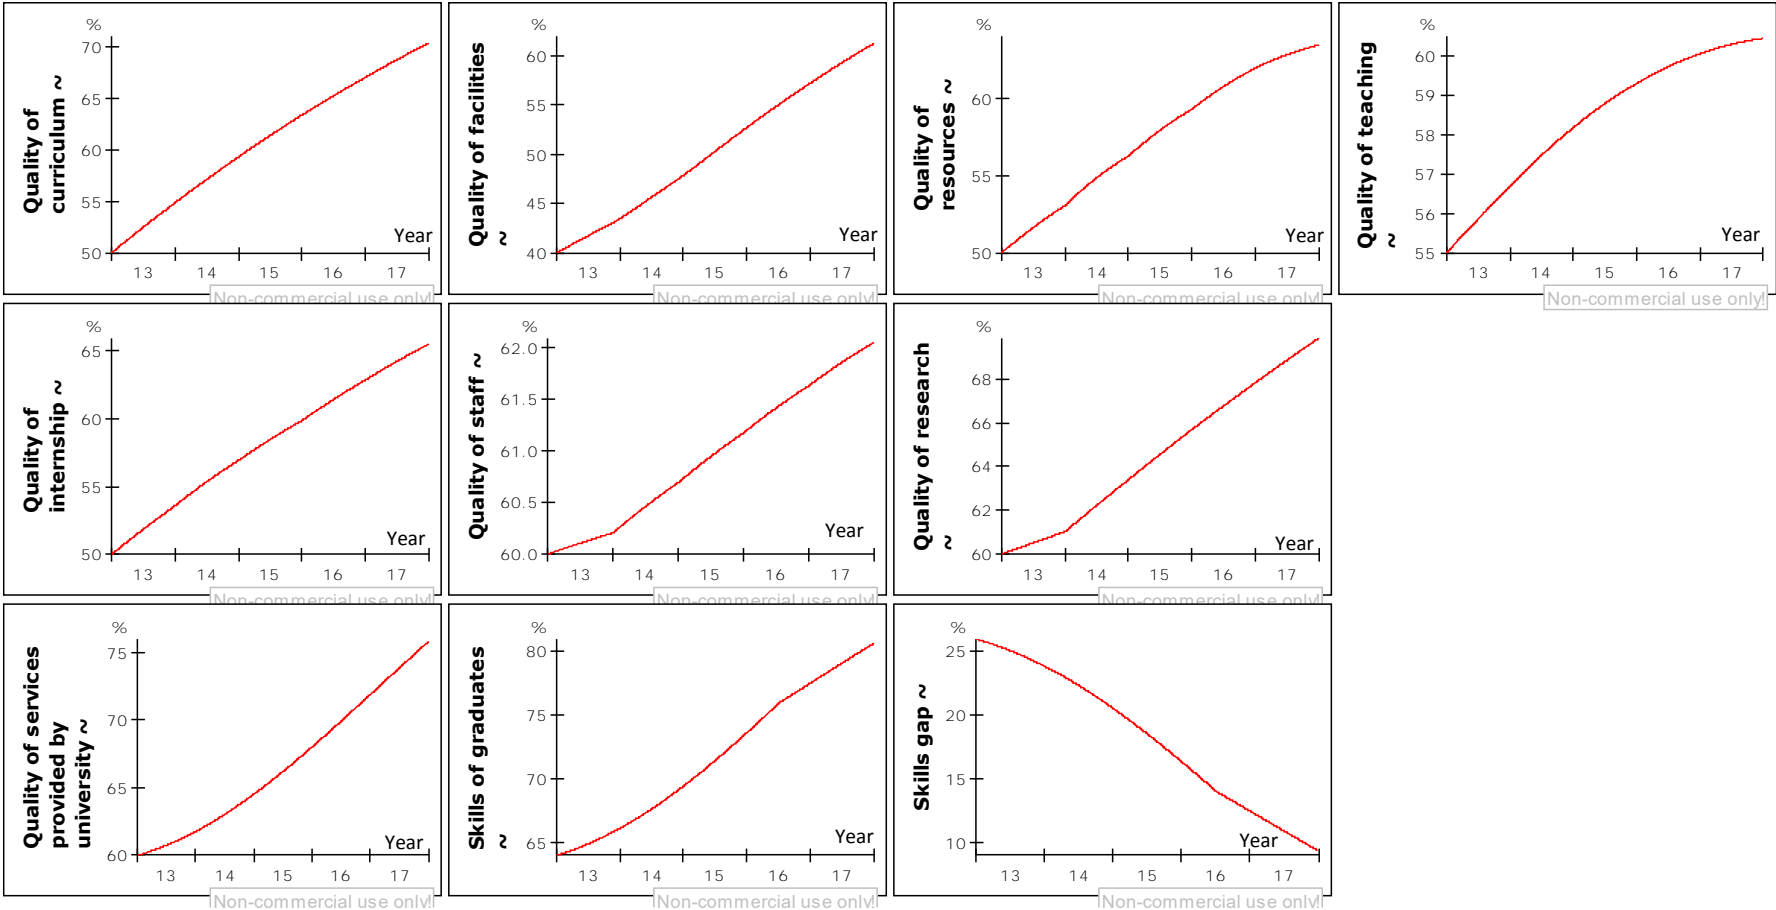 %
Quality of
curriculum ~
70
65
60
55
50
13 14 15 16 17
Year
Non-commercial use only!
%
Quality of facilities
~
60
55
50
45
40
13 14 15 16 17
Year
Non-commercial use only!
%
Quality of
resources ~
60
55
50
13 14 15 16 17
Year
Non-commercial use only!
%
Quality of teaching
~
60
59
58
57
56
55
13 14 15 16 17
Year
Non-commercial use only!
%
Quality of
internship ~
65
60
55
50
13 14 15 16 17
Year
Non-commercial use only!
%
Quality of staff ~
62.0
61.5
61.0
60.5
60.0
13 14 15 16 17
Year
Non-commercial use only!
%
Quality of research
~
68
66
64
62
60
13 14 15 16 17
Year
Non-commercial use only!
%
Quality of services
provided by
university ~
75
70
65
60
13 14 15 16 17
Year
Non-commercial use only!
%
Skills of graduates
~
80
75
70
65
13 14 15 16 17
Year
Non-commercial use only!
%
Skills gap ~
25
20
15
10
13 14 15 16 17
Year
Non-commercial use only!